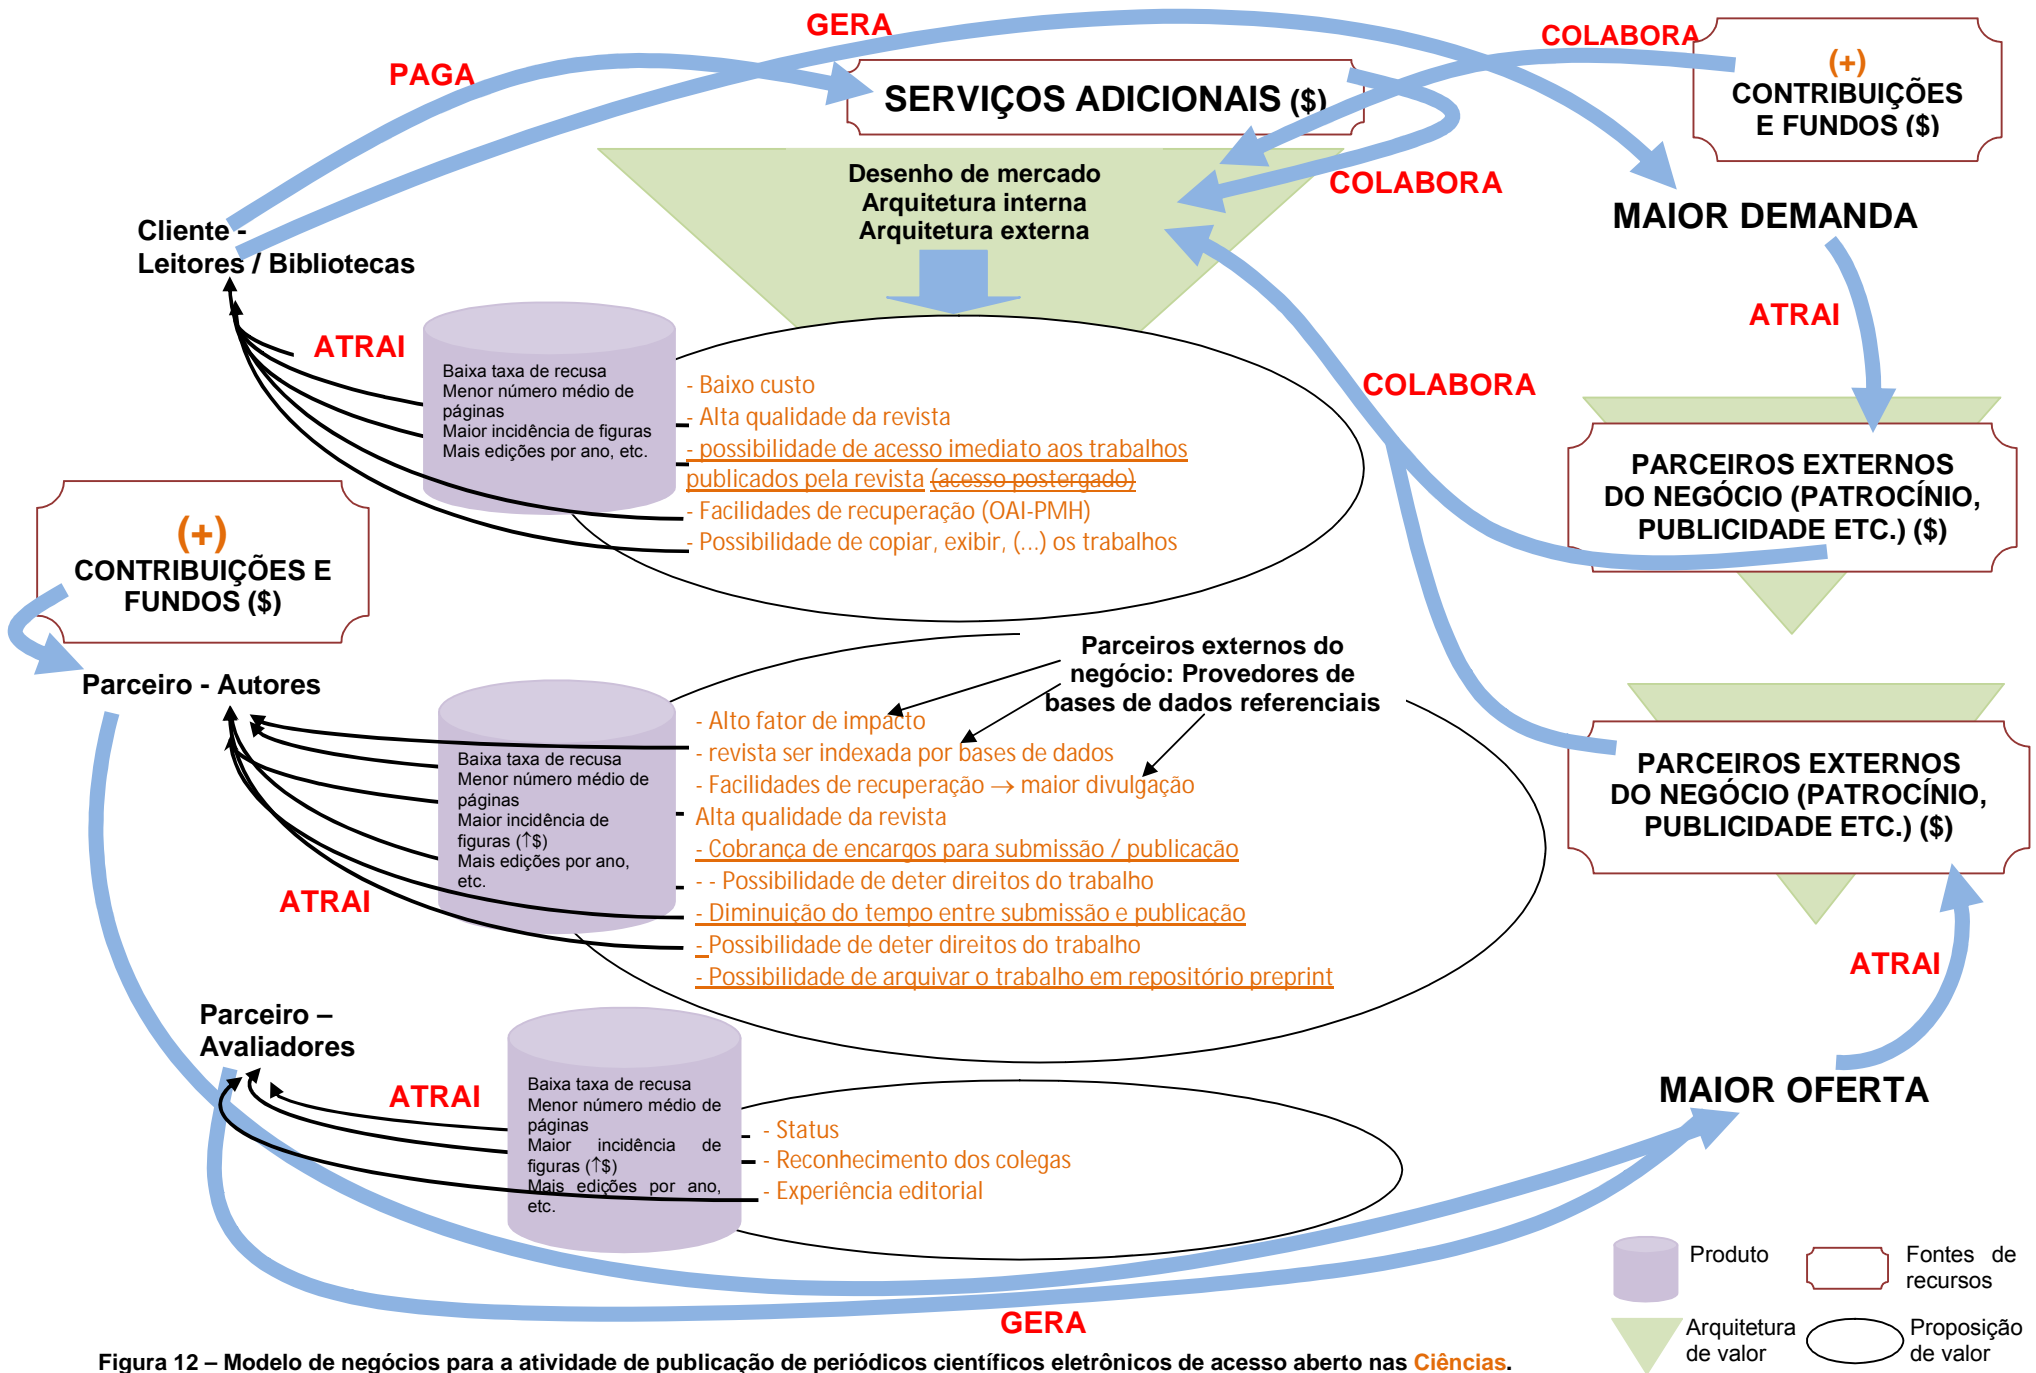 GERA
COLABORA
PAGA
SERVIÇOS ADICIONAIS ($)
(+)
CONTRIBUIÇÕES
E FUNDOS ($)
Desenho de mercado
Arquitetura interna
Arquitetura externa
COLABORA
MAIOR DEMANDA
Cliente -
Leitores / Bibliotecas
ATRAI
ATRAI
COLABORA
Baixa taxa de recusa
Menor número médio de
páginas
Maior incidência de figuras
Mais edições por ano, etc.
- Baixo custo
- Alta qualidade da revista
- possibilidade de acesso imediato aos trabalhos
publicados pela revista (acesso postergado)
- Facilidades de recuperação (OAI-PMH)
- Possibilidade de copiar, exibir, (...) os trabalhos
PARCEIROS EXTERNOS
DO NEGÓCIO (PATROCÍNIO,
PUBLICIDADE ETC.) ($)
(+)
CONTRIBUIÇÕES E
FUNDOS ($)
Parceiro - Autores
Parceiros externos do
negócio: Provedores de
bases de dados referenciais
Baixa taxa de recusa
Menor número médio de
páginas
Maior incidência de
figuras (↑$)
Mais edições por ano,
etc.
- Alto fator de impacto
- revista ser indexada por bases de dados
- Facilidades de recuperação → maior divulgação
Alta qualidade da revista
- Cobrança de encargos para submissão / publicação
- - Possibilidade de deter direitos do trabalho
- Diminuição do tempo entre submissão e publicação
- Possibilidade de deter direitos do trabalho
- Possibilidade de arquivar o trabalho em repositório preprint
PARCEIROS EXTERNOS
DO NEGÓCIO (PATROCÍNIO,
PUBLICIDADE ETC.) ($)
ATRAI
ATRAI
Parceiro –
Avaliadores
ATRAI
Baixa taxa de recusa
Menor número médio de
páginas
Maior incidência de
figuras (↑$)
Mais edições por ano,
etc.
- Status
- Reconhecimento dos colegas
- Experiência editorial
MAIOR OFERTA
GERA
Produto
Fontes de
recursos
Arquitetura
de valor
Proposição
de valor
Figura 12 – Modelo de negócios para a atividade de publicação de periódicos científicos eletrônicos de acesso aberto nas Ciências.